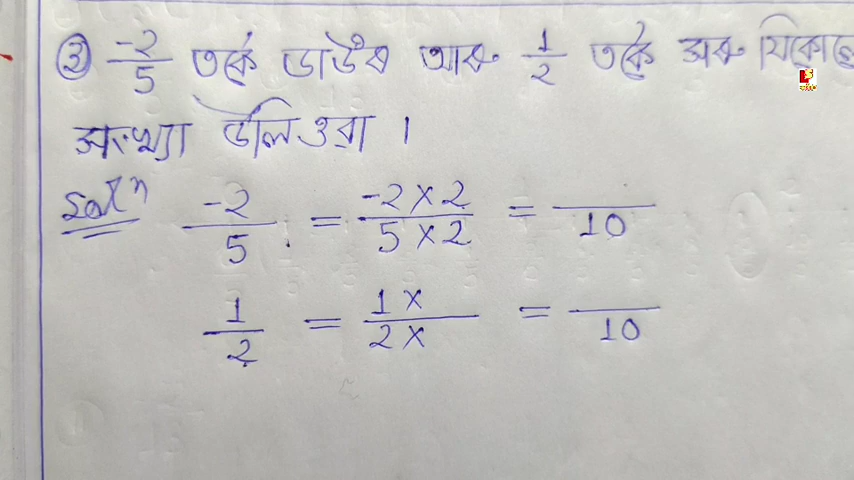 ③ -2/5 তকৈ ডাঙৰ আৰু 1/2 তকৈ সৰু
সংখ্যা উলিওৱা ।
Solⁿ -2/5 = -2×2/5×2 = /10
1/2 = 1×/2× = /10